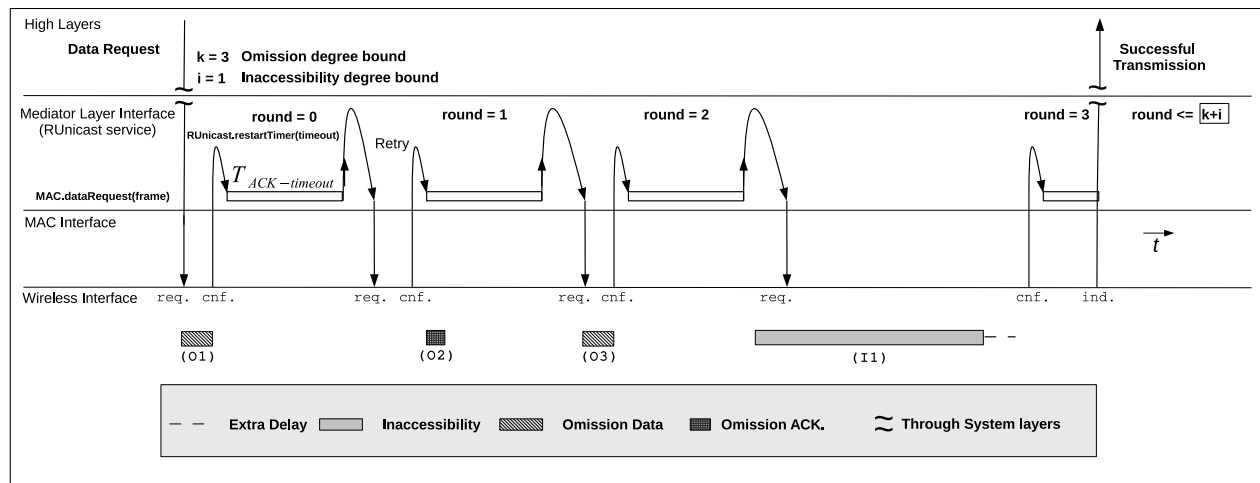 High Layers
Data Request
k = 3 Omission degree bound
i = 1 Inaccessibility degree bound
Successful
Transmission
Mediator Layer Interface
(RUnicast service)
round = 0
round = 1
round = 2
round = 3
round <= k+i
RUnicast.restartTimer(timeout)
Retry
T ACK-timeout
MAC.dataRequest(frame)
MAC Interface
t
Wireless Interface
req. cnf. req. cnf. req. cnf. req. cnf. ind.
(O1) (O2) (O3) (I1)
Extra Delay Inaccessibility Omission Data Omission ACK. Through System layers